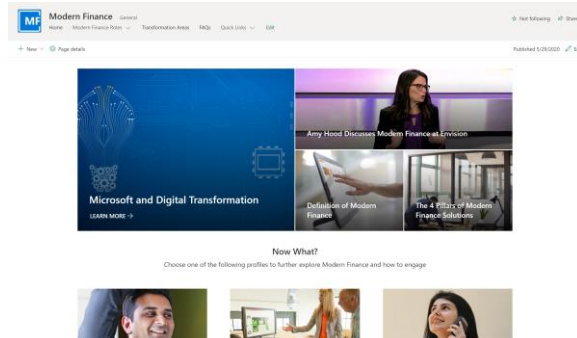 MF
Modern Finance General
Home Modern Finance Roles Transformation Areas FAQs Quick Links Edit
Not following Share
+ New Page details
Published 5/29/2020
Amy Hood Discusses Modern Finance at Envision
Microsoft and Digital Transformation
LEARN MORE →
Definition of Modern
Finance
The 4 Pillars of Modern
Finance Solutions
Now What?
Choose one of the following profiles to further explore Modern Finance and how to engage